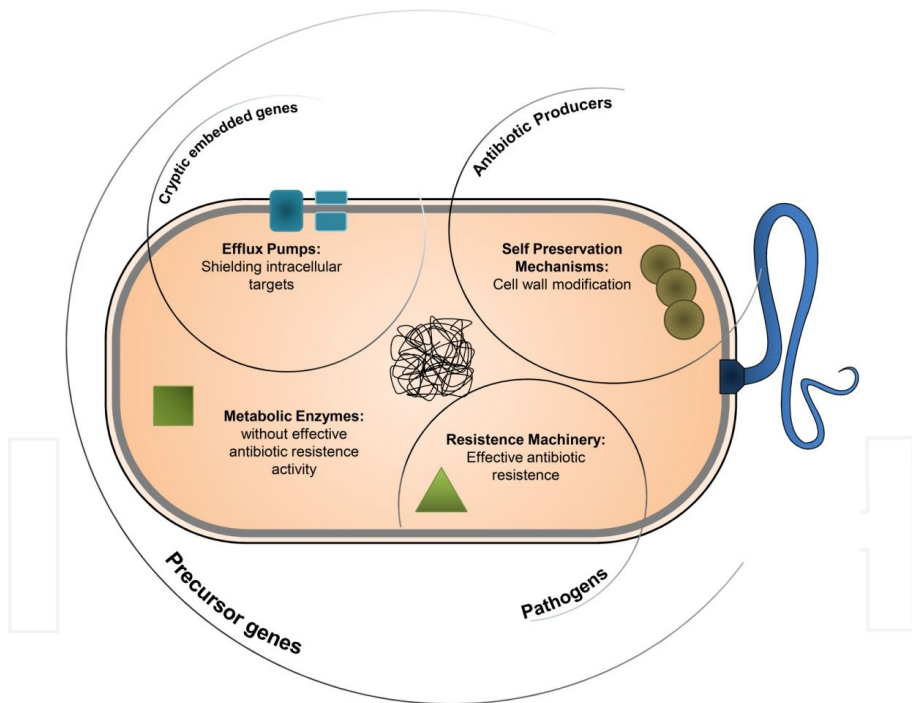 Cryptic embedded genes
Antibiotic Producers
Efflux Pumps:
Shielding intracellular
targets
Self Preservation
Mechanisms:
Cell wall modification
Metabolic Enzymes:
without effective
antibiotic resistance
activity
Resistence Machinery:
Effective antibiotic
resistence
Precursor genes
Pathogens